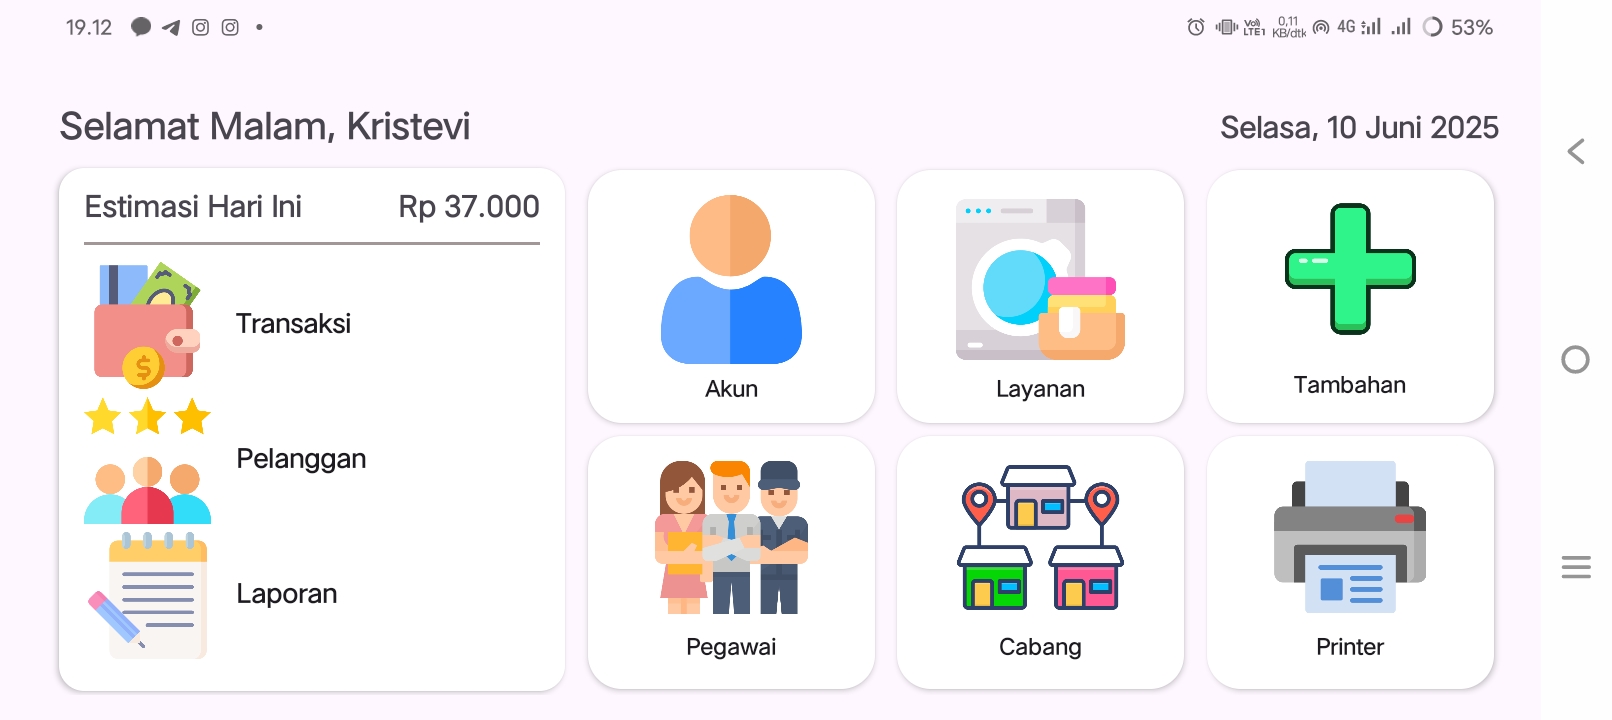 19.12
Vo) LTE1
0,11 KB/dtk
4G
53%
Selamat Malam, Kristevi
Selasa, 10 Juni 2025
Estimasi Hari Ini
Rp 37.000
Transaksi
Pelanggan
Laporan
Akun
Layanan
Tambahan
Pegawai
Cabang
Printer